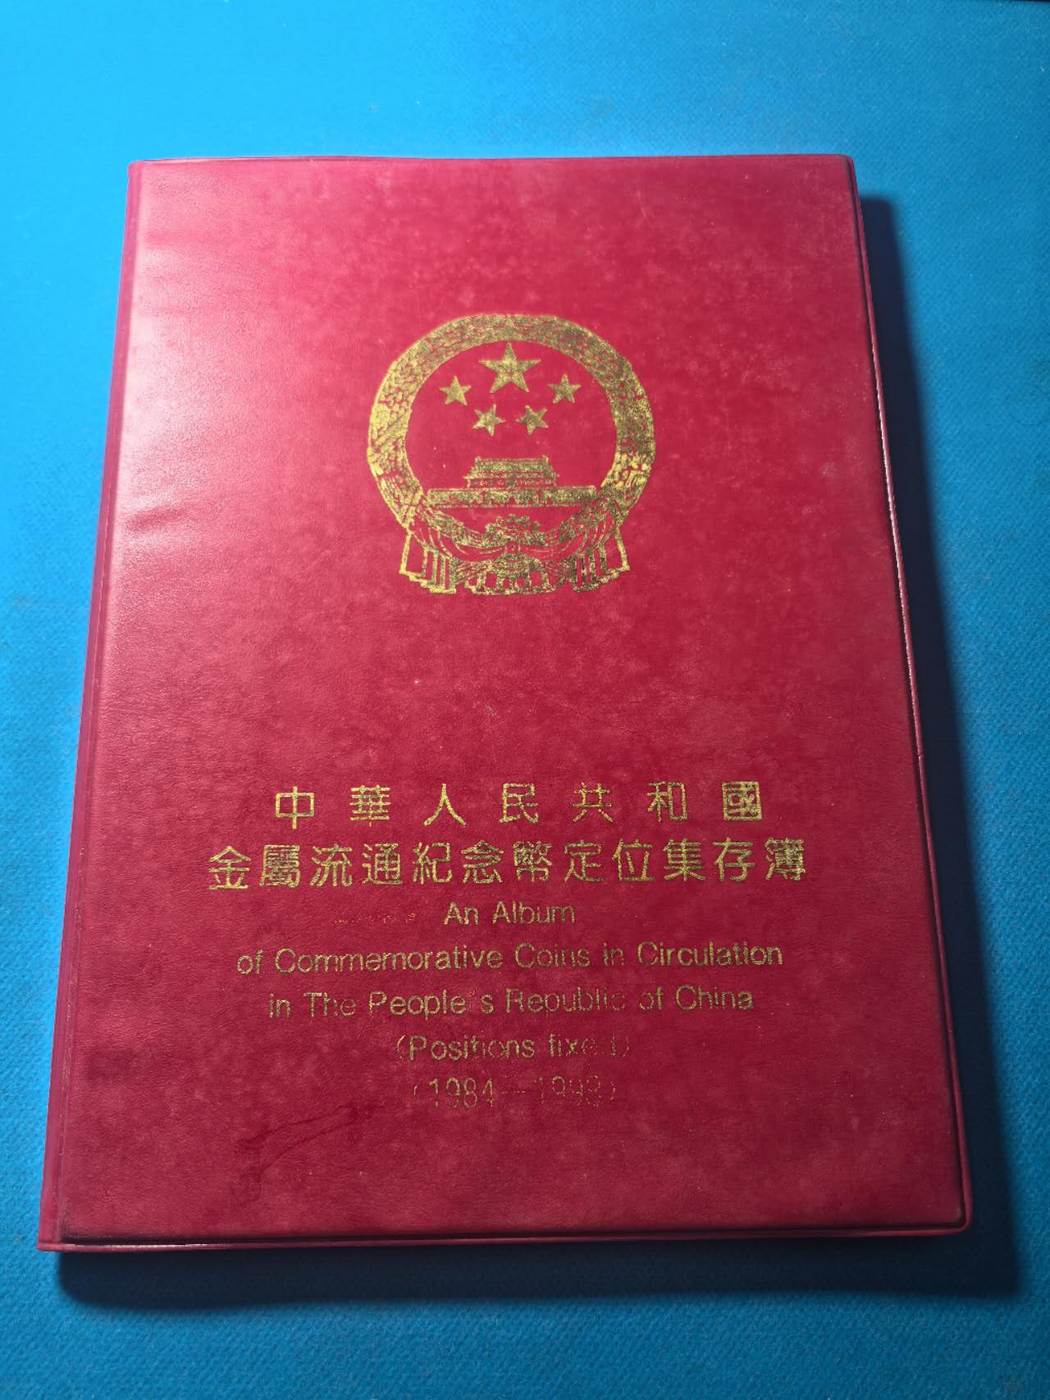 中華人民共和國
金屬流通紀念幣定位集存簿
An Album
of Commemorative Coins in Circulation
in The People's Republic of China
(Positions fixed)
(1984—